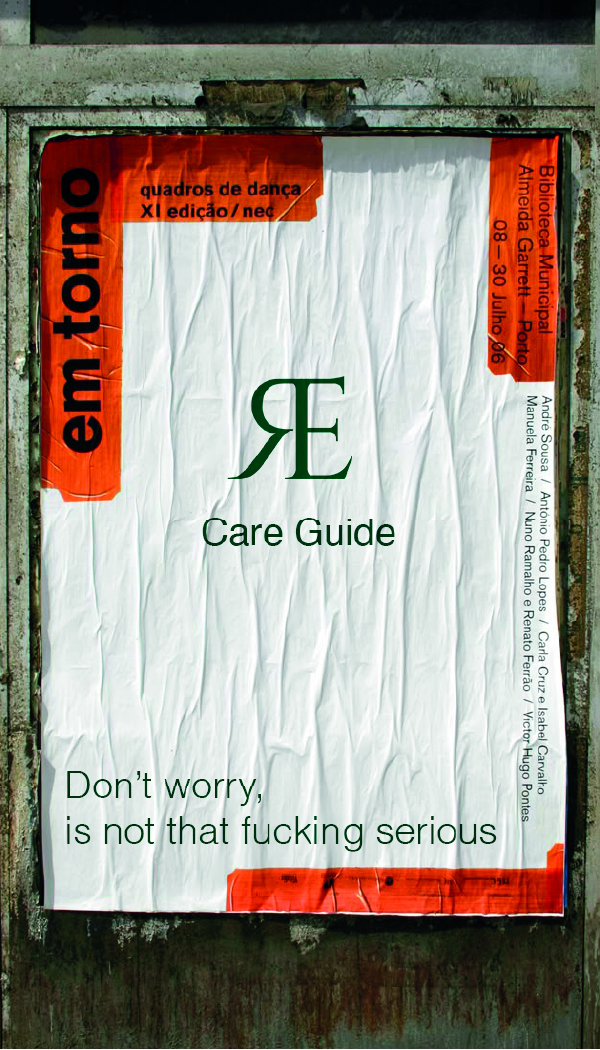 em torno
quadros de dança
XI edição / nec
Biblioteca Municipal
Almeida Garrett – Porto
08 – 30 Julho 06
André Sousa / António Pedro Lopes / Carla Cruz e Isabel Carvalho
Manuela Ferreira / Nuno Ramalho e Renato Ferrão / Victor Hugo Pontes
RE
Care Guide
Don't worry,
is not that fucking serious